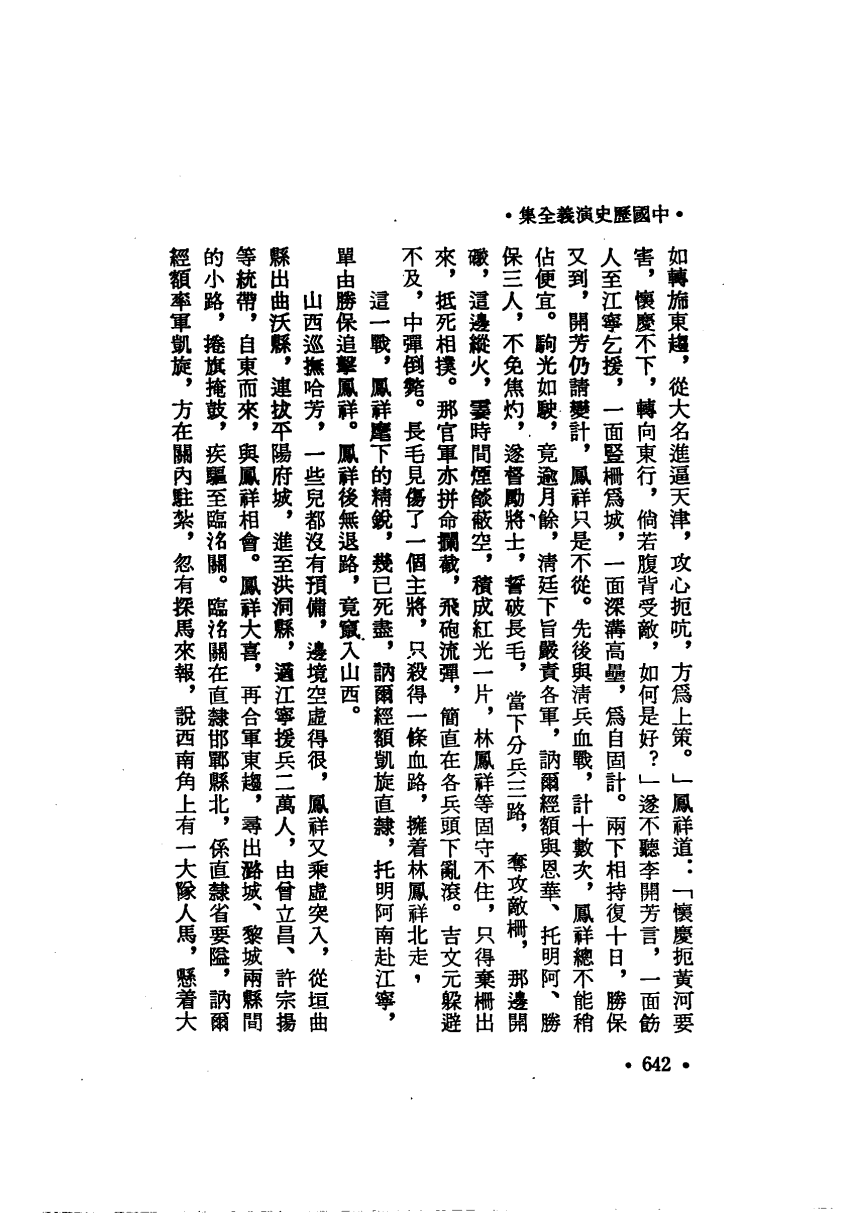 •中國歷史演義全集•
如轉旆東趨，從大名進逼天津，攻心扼吭，方爲上策。」鳳祥道：「懷慶扼黃河要
害，懷慶不下，轉向東行，倘若腹背受敵，如何是好？」遂不聽李開芳言，一面飭
人至江寧乞援，一面豎柵爲城，一面深溝高壘，爲自固計。兩下相持復十日，勝保
又到，開芳仍請變計，鳳祥只是不從。先後與淸兵血戰，計十數次，鳳祥總不能稍
佔便宜。駒光如駛，竟逾月餘，淸廷下旨嚴責各軍，訥爾經額與恩華、托明阿、勝
保三人，不免焦灼，遂督勵將士，誓破長毛，當下分兵三路，奪攻敵柵，那邊開
礮，這邊縱火，霎時間煙燄蔽空，積成紅光一片，林鳳祥等固守不住，只得棄柵出
來，抵死相撲。那官軍亦拼命攔截，飛砲流彈，簡直在各兵頭下亂滾。吉文元躱避
不及，中彈倒斃。長毛見傷了一個主將，只殺得一條血路，擁着林鳳祥北走，
這一戰，鳳祥麾下的精銳，幾已死盡，訥爾經額凱旋直隸，托明阿南赴江寧，
單由勝保追擊鳳祥。鳳祥後無退路，竟竄入山西。
山西巡撫哈芳，一些兒都沒有預備，邊境空虛得很，鳳祥又乘虛突入，從垣曲
縣出曲沃縣，連拔平陽府城，進至洪洞縣，適江寧援兵二萬人，由曾立昌、許宗揚
等統帶，自東而來，與鳳祥相會。鳳祥大喜，再合軍東趨，尋出潞城、黎城兩縣間
的小路，捲旗掩鼓，疾驅至臨洺關。臨洺關在直隸邯鄲縣北，係直隸省要隘，訥爾
經額率軍凱旋，方在關內駐紮，忽有探馬來報，說西南角上有一大隊人馬，懸着大
•642•